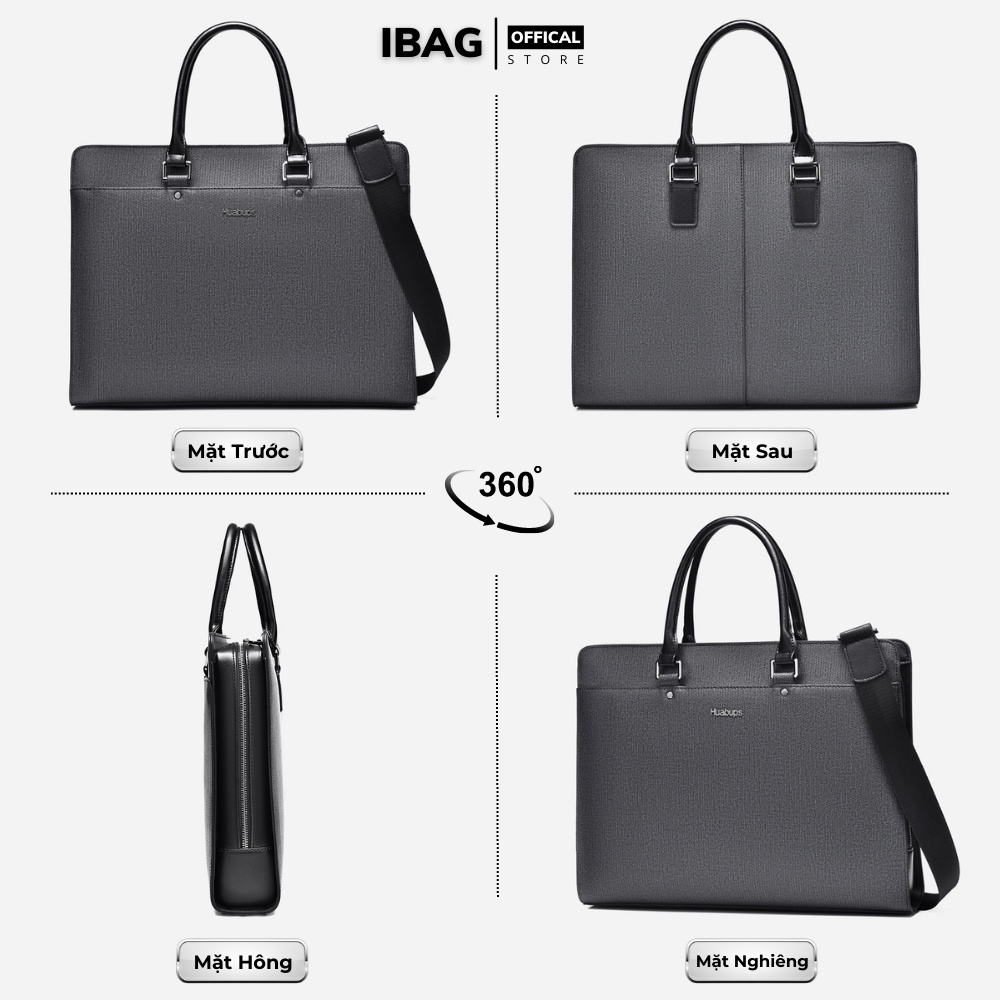 IBAG
OFFICAL
STORE
Huabups
Mặt Trước
Mặt Sau
360°
Huabups
Mặt Hông
Mặt Nghiêng